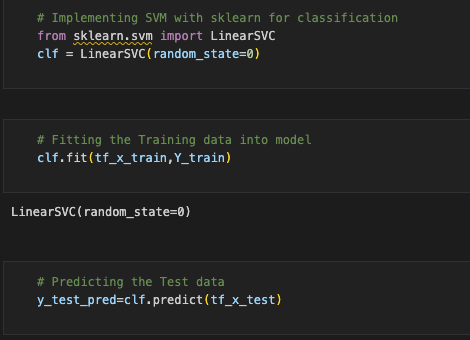 # Implementing SVM with sklearn for classification
from sklearn.svm import LinearSVC
clf = LinearSVC(random_state=0)
# Fitting the Training data into model
clf.fit(tf_x_train,Y_train)
LinearSVC(random_state=0)
# Predicting the Test data
y_test_pred=clf.predict(tf_x_test)